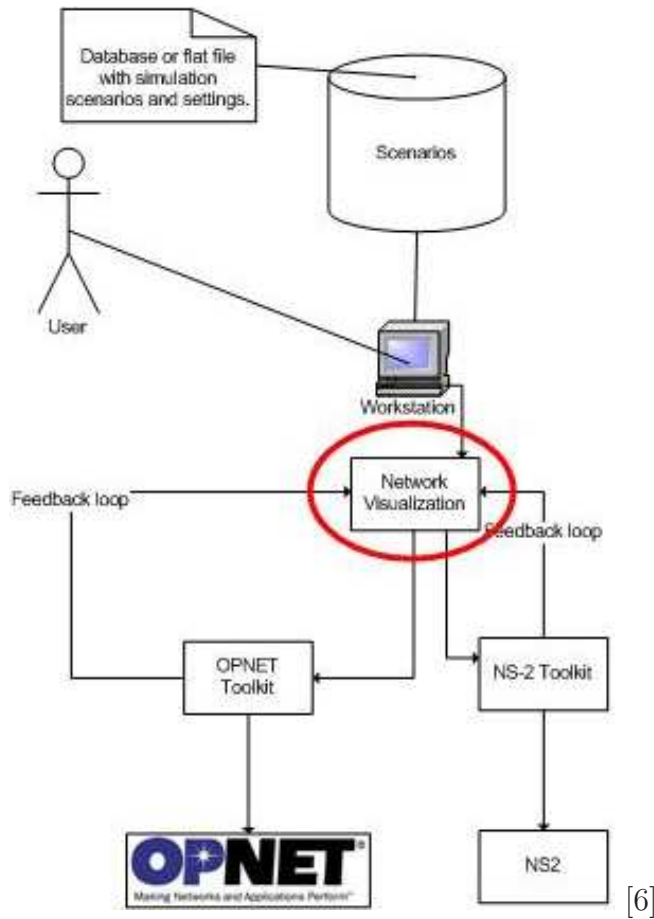 Database or flat file
with simulation
scenarios and settings.
Scenarios
User
Workstation
Network
Visualization
Feedback loop
Feedback loop
OPNET
Toolkit
NS-2 Toolkit
OPNET®
Making Networks and Applications Perform™
NS2
[6]